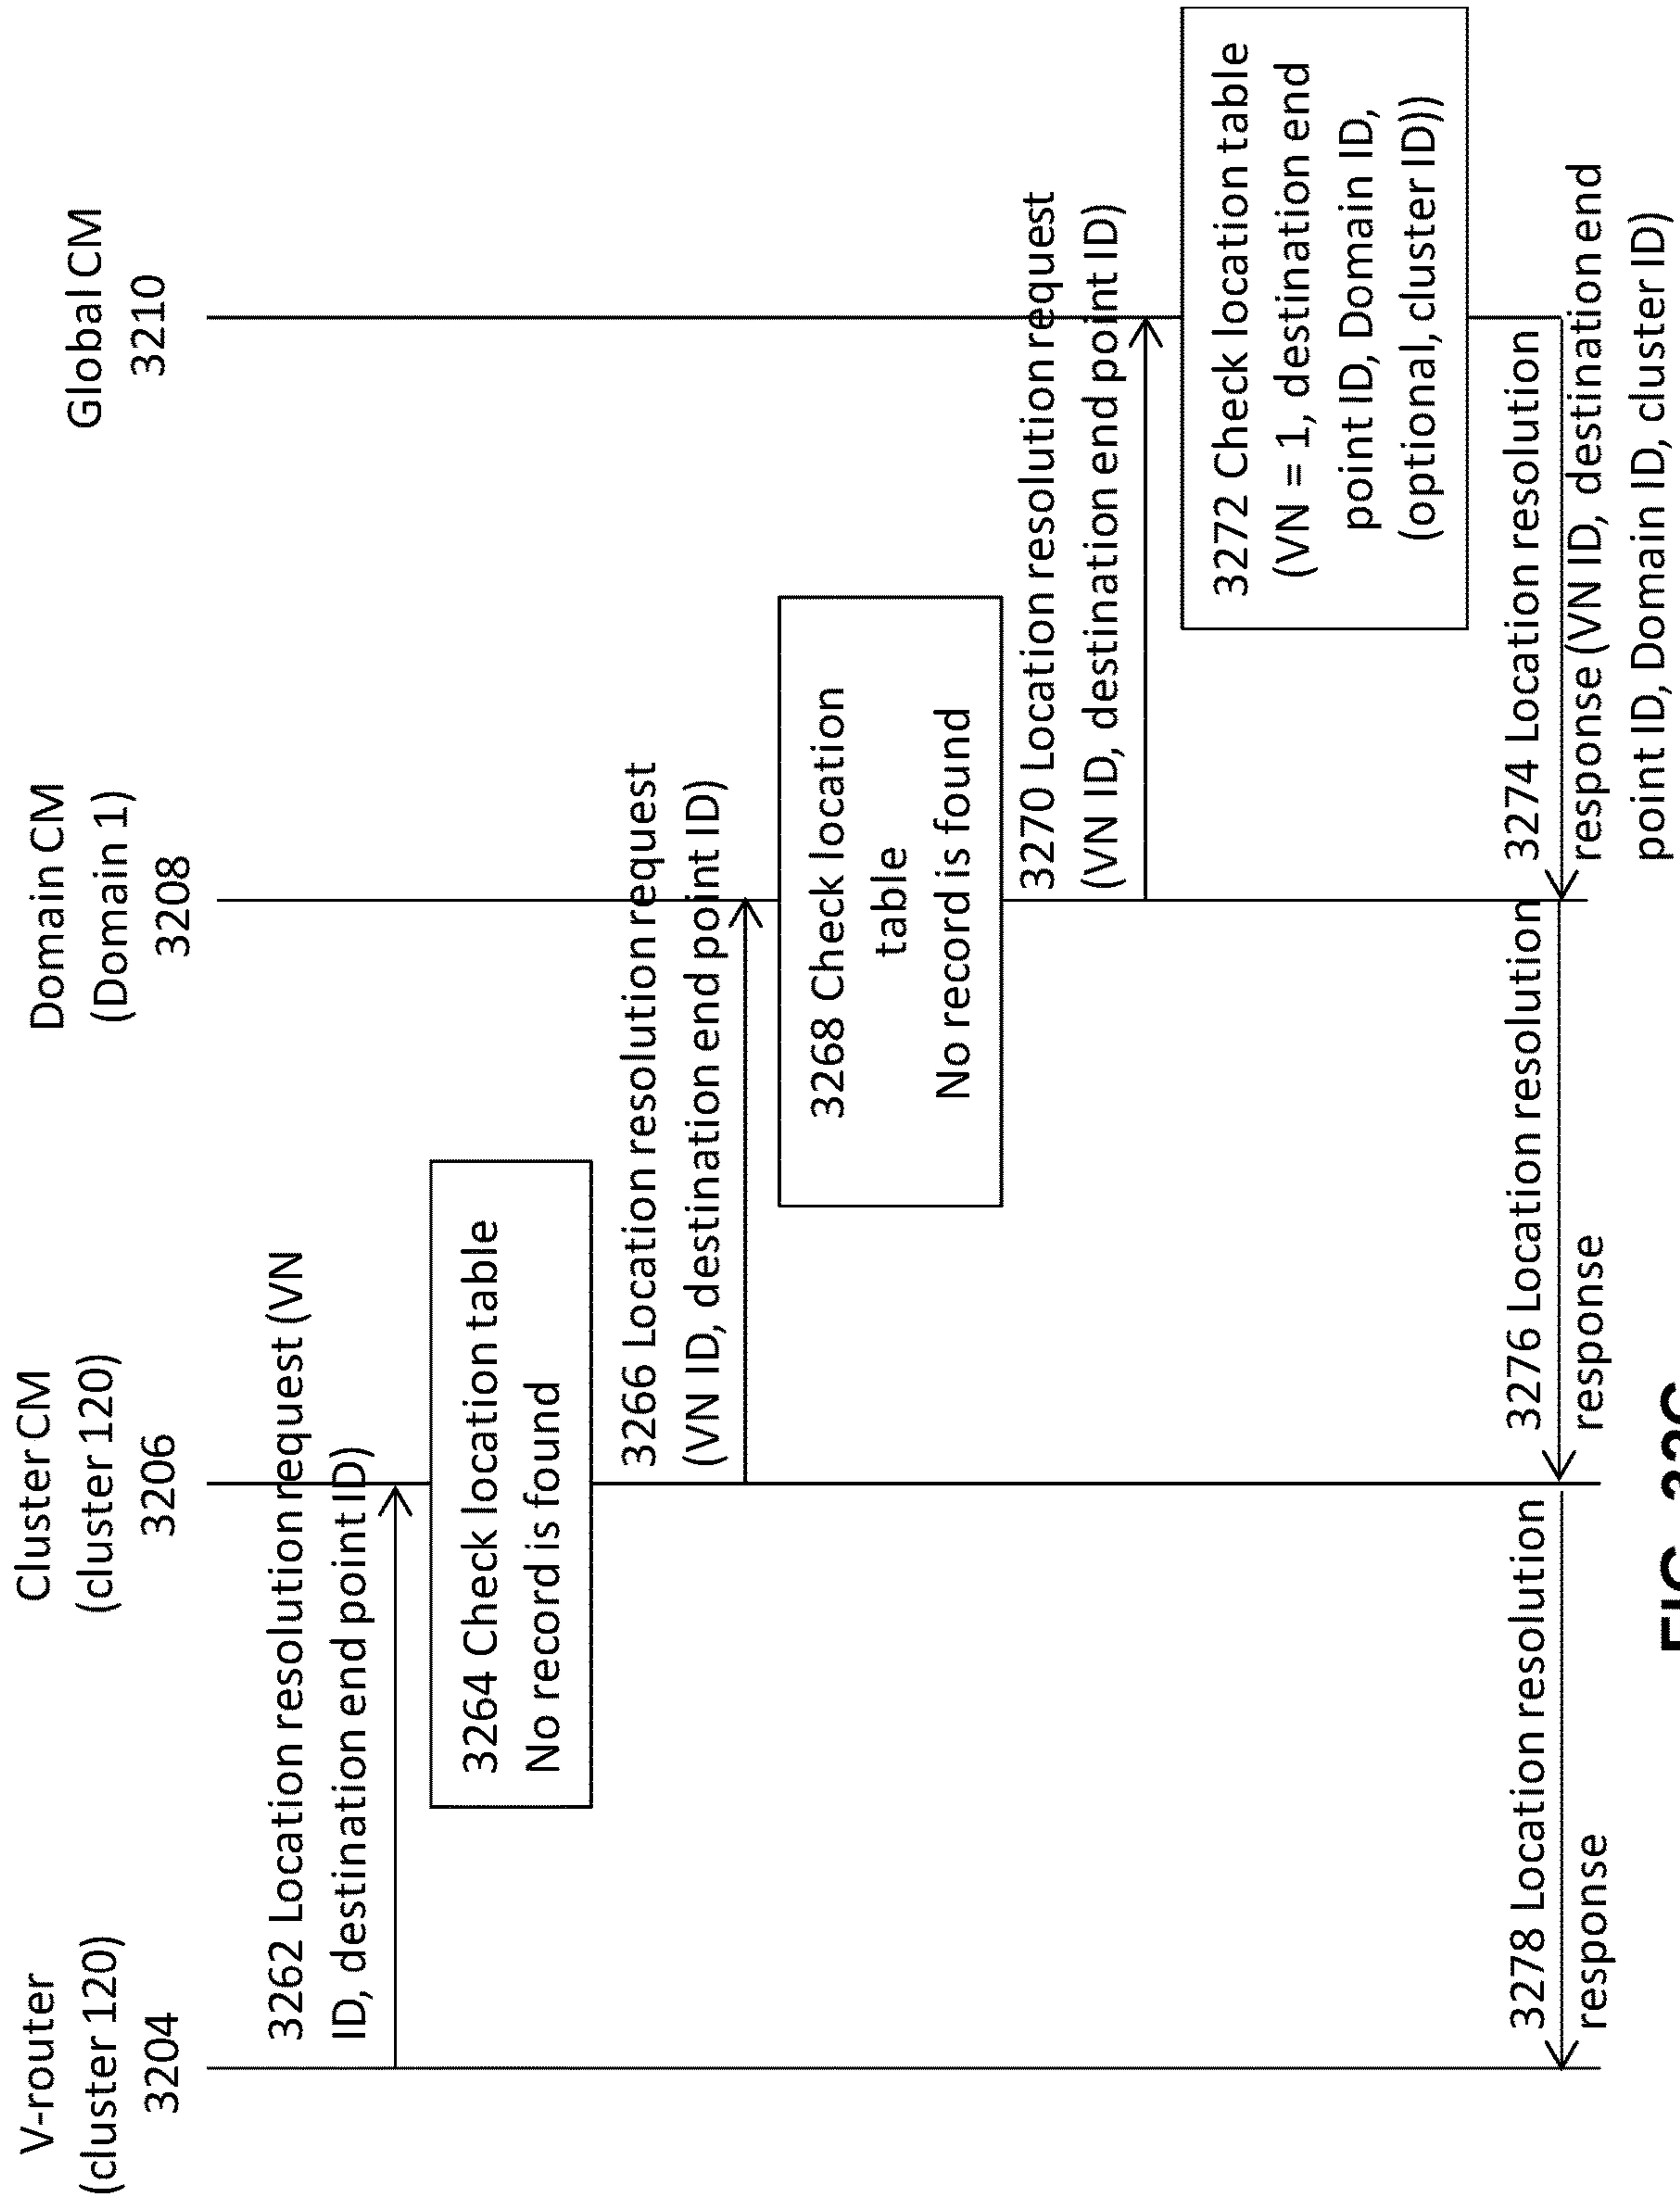 V-router
(cluster 120)
3204
Cluster CM
(cluster 120)
3206
Domain CM
(Domain 1)
3208
Global CM
3210
3262 Location resolution request (VN
ID, destination end point ID)
3264 Check location table
No record is found
3266 Location resolution request
(VN ID, destination end point ID)
3268 Check location
table
No record is found
3270 Location resolution request
(VN ID, destination end point ID)
3272 Check location table
(VN = 1, destination end
point ID, Domain ID,
(optional, cluster ID))
3274 Location resolution
response (VN ID, destination end
point ID, Domain ID, cluster ID)
3276 Location resolution
response
3278 Location resolution
response
FIG.